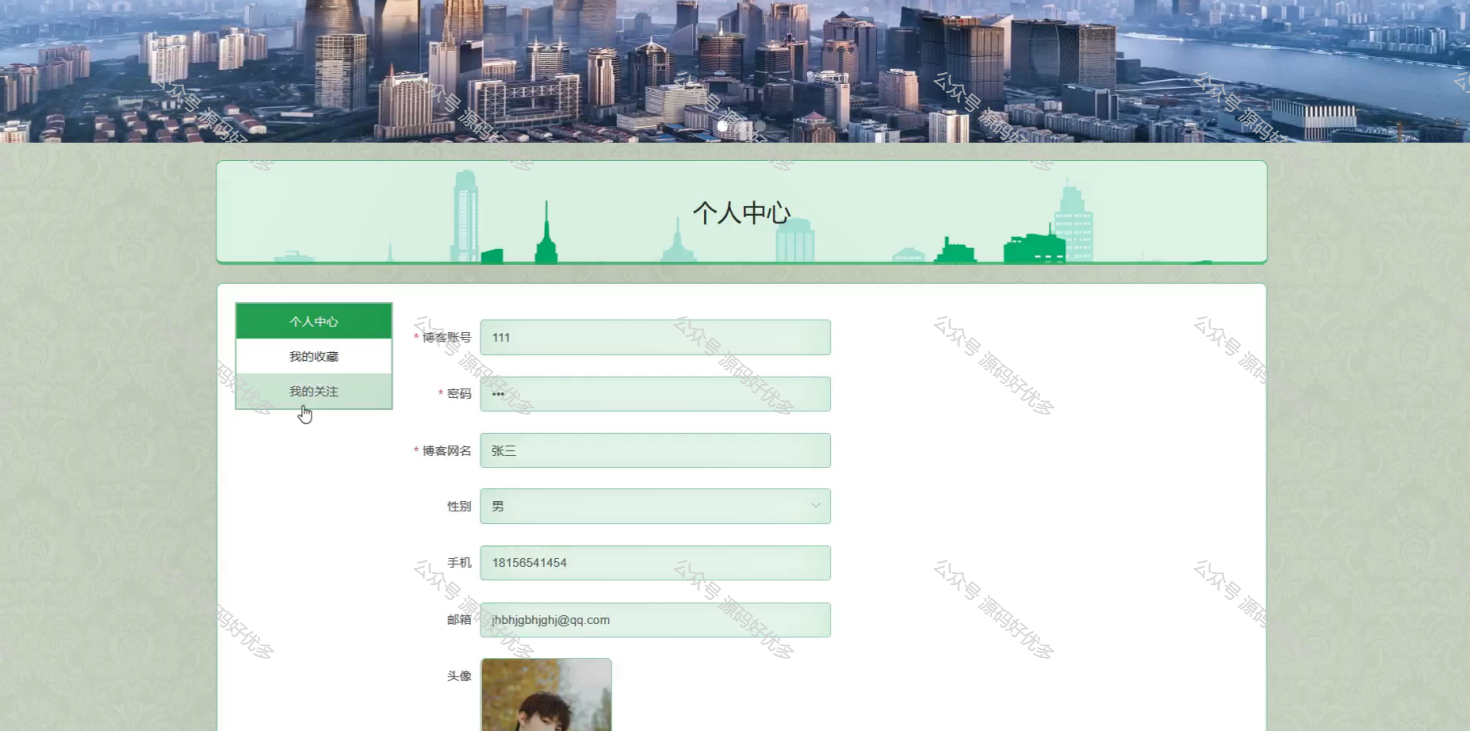 个人中心
个人中心
我的收藏
我的关注
* 博客账号 111
* 密码 •••
* 博客网名 张三
性别 男
手机 18156541454
邮箱 jhbhjgbhjghj@qq.com
头像
公众号 源码好优多